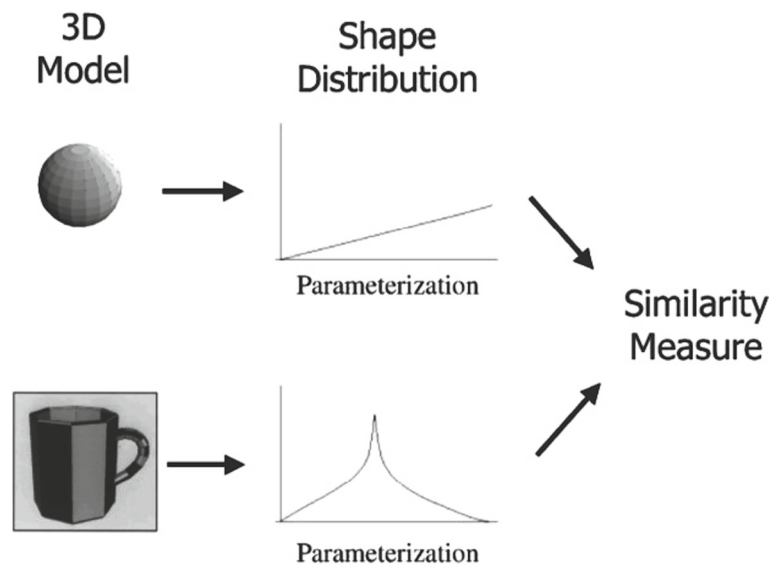 3D
Model
Shape
Distribution
Parameterization
Similarity
Measure
Parameterization